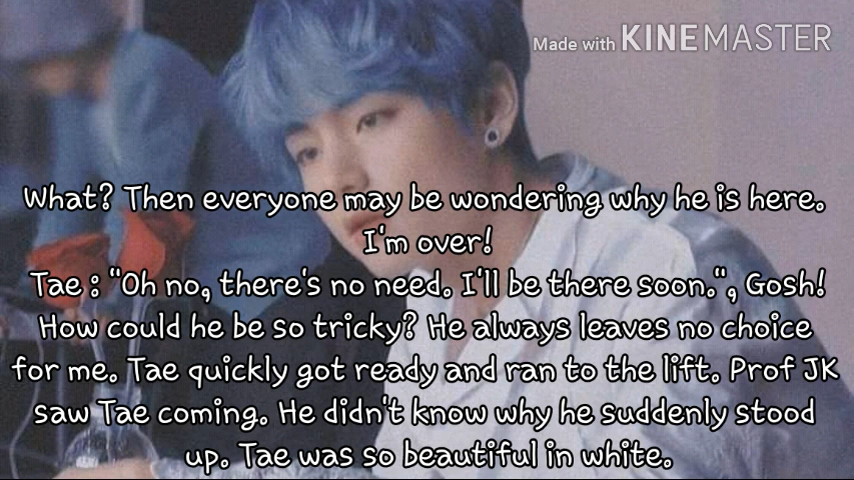 Made with KINEMASTER
What? Then everyone may be wondering why he is here.
I'm over!
Tae : "Oh no, there's no need. I'll be there soon.", Gosh!
How could he be so tricky? He always leaves no choice
for me. Tae quickly got ready and ran to the lift. Prof JK
saw Tae coming. He didn't know why he suddenly stood
up. Tae was so beautiful in white.